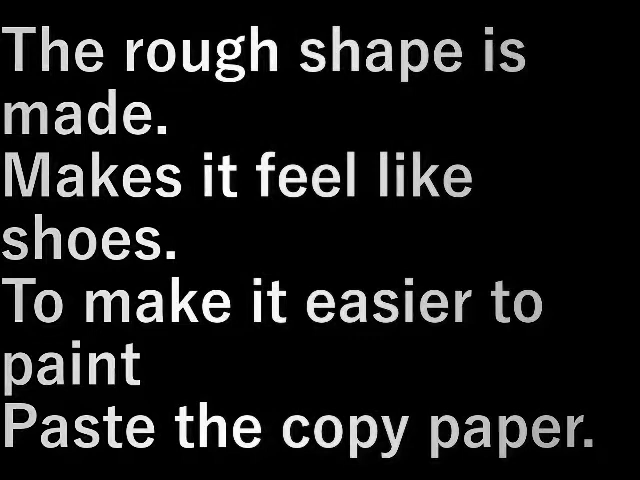 The rough shape is
made.
Makes it feel like
shoes.
To make it easier to
paint
Paste the copy paper.